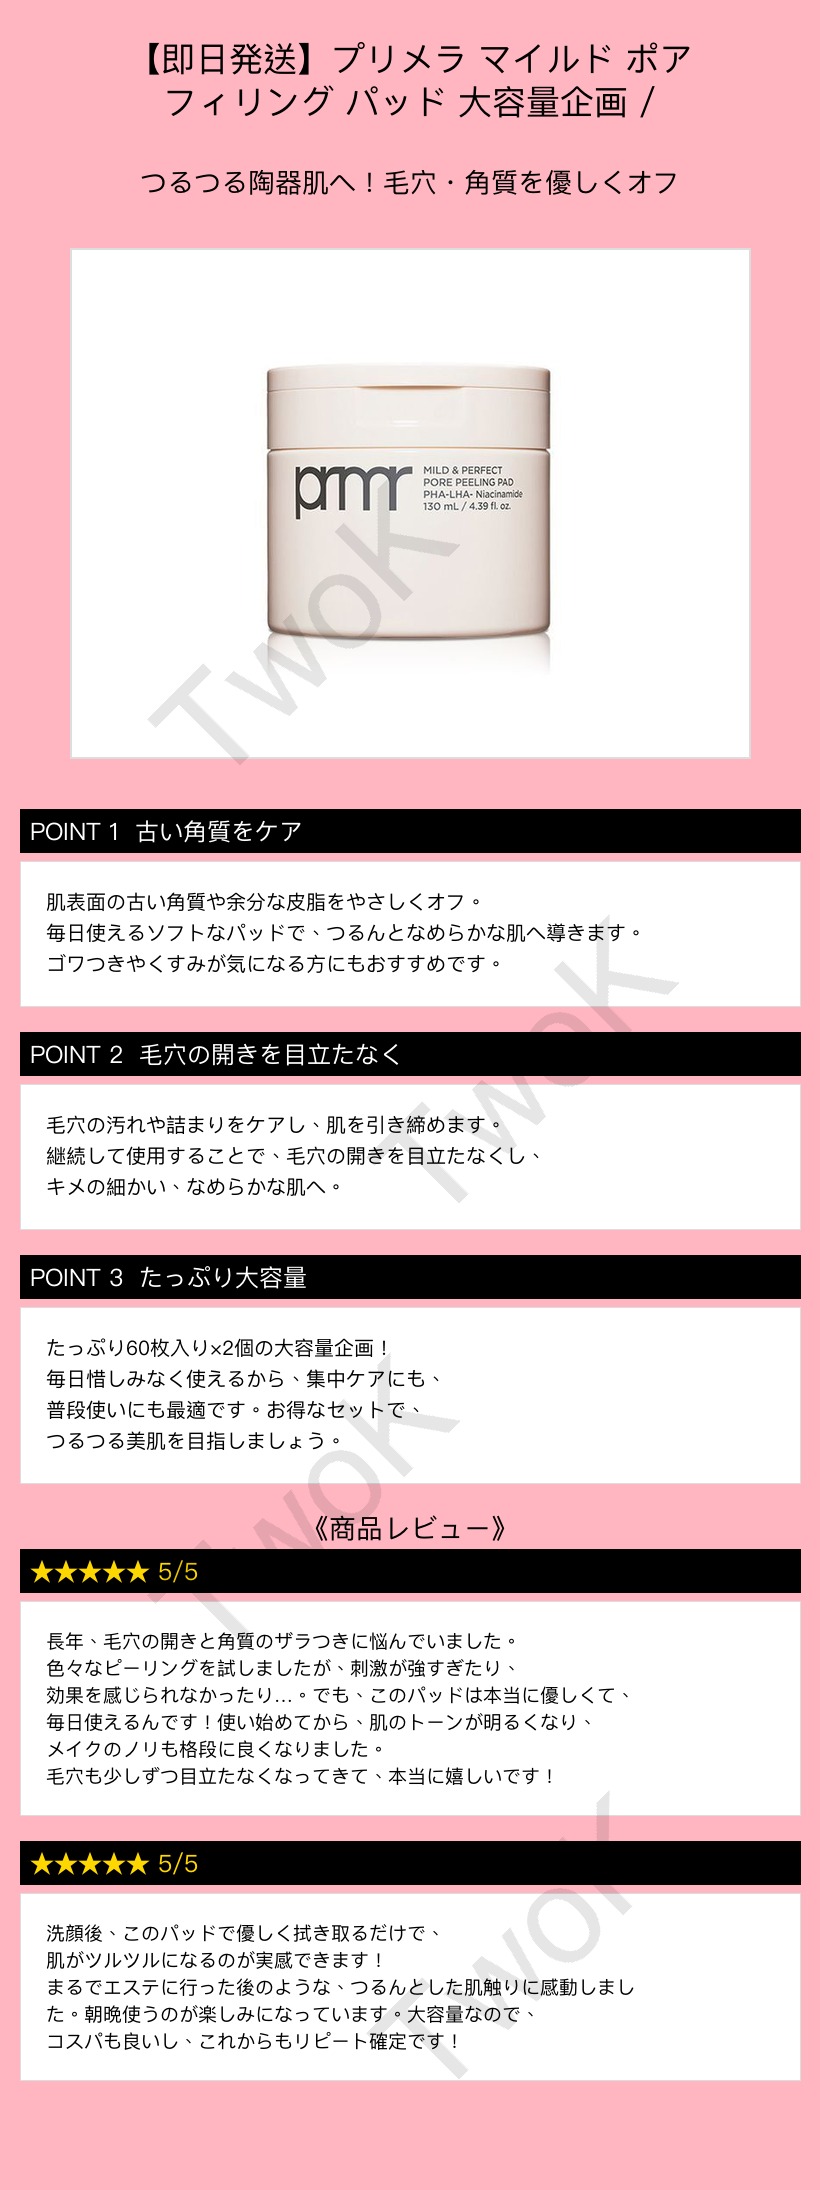 【即日発送】プリメラ マイルド ポア
フィリング パッド 大容量企画 /
つるつる陶器肌へ！毛穴・角質を優しくオフ
prmr
MILD & PERFECT
PORE PEELING PAD
PHA-LHA- Niacinamide
130 mL / 4.39 fl. oz.
TwoK
POINT 1 古い角質をケア
肌表面の古い角質や余分な皮脂をやさしくオフ。
毎日使えるソフトなパッドで、つるんとなめらかな肌へ導きます。
ゴワつきやくすみが気になる方にもおすすめです。
TwoK
POINT 2 毛穴の開きを目立たなく
毛穴の汚れや詰まりをケアし、肌を引き締めます。
継続して使用することで、毛穴の開きを目立たなくし、
キメの細かい、なめらかな肌へ。
POINT 3 たっぷり大容量
たっぷり60枚入り×2個の大容量企画！
毎日惜しみなく使えるから、集中ケアにも、
普段使いにも最適です。お得なセットで、
つるつる美肌を目指しましょう。
TwoK
《商品レビュー》
★★★★★ 5/5
長年、毛穴の開きと角質のザラつきに悩んでいました。
色々なピーリングを試しましたが、刺激が強すぎたり、
効果を感じられなかったり…。でも、このパッドは本当に優しくて、
毎日使えるんです！使い始めてから、肌のトーンが明るくなり、
メイクのノリも格段に良くなりました。
毛穴も少しずつ目立たなくなってきて、本当に嬉しいです！
★★★★★ 5/5
洗顔後、このパッドで優しく拭き取るだけで、
肌がツルツルになるのが実感できます！
まるでエステに行った後のような、つるんとした肌触りに感動しまし
た。朝晩使うのが楽しみになっています。大容量なので、
コスパも良いし、これからもリピート確定です！
TwoK